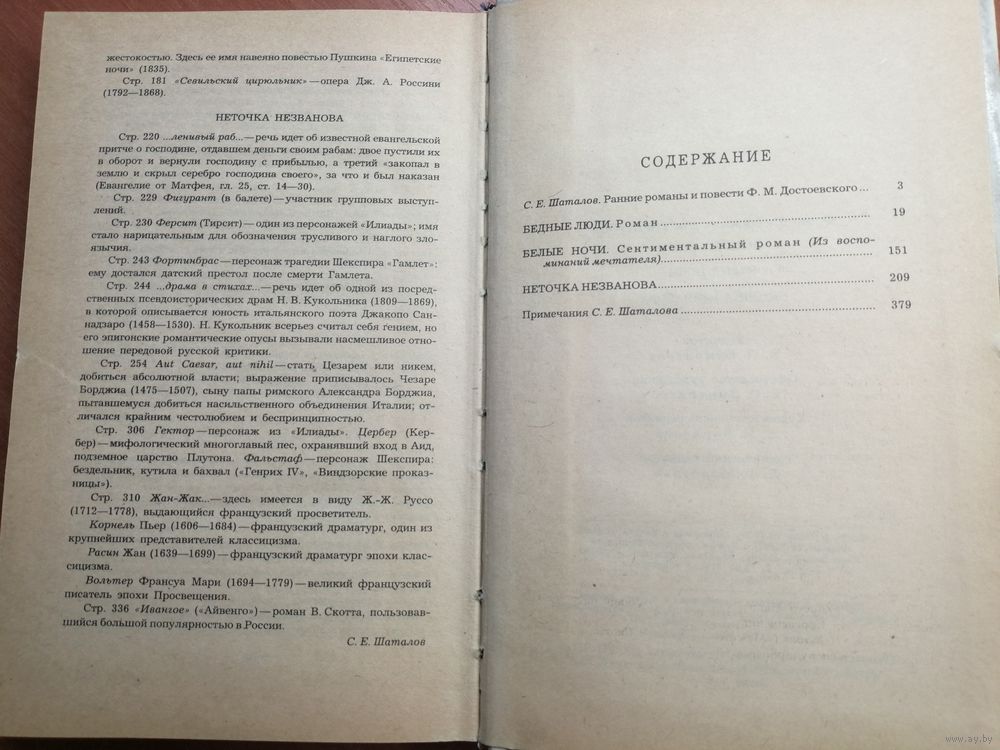 жестокостью. Здесь ее имя навеяно повестью Пушкина «Египетские
ночи» (1835).
Стр. 181 «Севильский цирюльник» — опера Дж. А. Россини
(1792—1868).
НЕТОЧКА НЕЗВАНОВА
Стр. 220 ...ленивый раб... — речь идет об известной евангельской
притче о господине, отдавшем деньги своим рабам: двое пустили их
в оборот и вернули господину с прибылью, а третий «закопал в
землю и скрыл серебро господина своего», за что и был наказан
(Евангелие от Матфея, гл. 25, ст. 14—30).
Стр. 229 Фигурант (в балете) — участник групповых выступ-
лений.
Стр. 230 Ферсит (Тирсит) — один из персонажей «Илиады»; имя
стало нарицательным для обозначения трусливого и наглого зло-
язычия.
Стр. 243 Фортинбрас — персонаж трагедии Шекспира «Гамлет»:
ему достался датский престол после смерти Гамлета.
Стр. 244 ...драма в стихах... — речь идет об одной из посред-
ственных псевдоисторических драм Н. В. Кукольника (1809—1869),
в которой описывается юность итальянского поэта Джакопо Сан-
надзаро (1458—1530). Н. Кукольник всерьез считал себя гением, но
его эпигонские романтические опусы вызывали насмешливое отно-
шение передовой русской критики.
Стр. 254 Aut Caesar, aut nihil — стать Цезарем или никем,
добиться абсолютной власти; выражение приписывалось Чезаре
Борджиа (1475—1507), сыну папы римского Александра Борджиа,
пытавшемуся добиться насильственного объединения Италии; от-
личался крайним честолюбием и беспринципностью.
Стр. 306 Гектор — персонаж из «Илиады». Цербер (Кер-
бер) — мифологический многоглавый пес, охранявший вход в Аид,
подземное царство Плутона. Фальстаф — персонаж Шекспира:
бездельник, кутила и бахвал («Генрих IV», «Виндзорские проказ-
ницы»).
Стр. 310 Жан-Жак... — здесь имеется в виду Ж.-Ж. Руссо
(1712—1778), выдающийся французский просветитель.
Корнель Пьер (1606—1684) — французский драматург, один из
крупнейших представителей классицизма.
Расин Жан (1639—1699) — французский драматург эпохи клас-
сицизма.
Вольтер Франсуа Мари (1694—1779) — великий французский
писатель эпохи Просвещения.
Стр. 336 «Ивангое» («Айвенго») — роман В. Скотта, пользовав-
шийся большой популярностью в России.
С. Е. Шаталов
СОДЕРЖАНИЕ
С. Е. Шаталов. Ранние романы и повести Ф. М. Достоевского ... 3
БЕДНЫЕ ЛЮДИ. Роман ........ 19
БЕЛЫЕ НОЧИ. Сентиментальный роман (Из воспо-
минаний мечтателя) ........ 151
НЕТОЧКА НЕЗВАНОВА ........ 209
Примечания С. Е. Шаталова ........ 379
www.ay.by